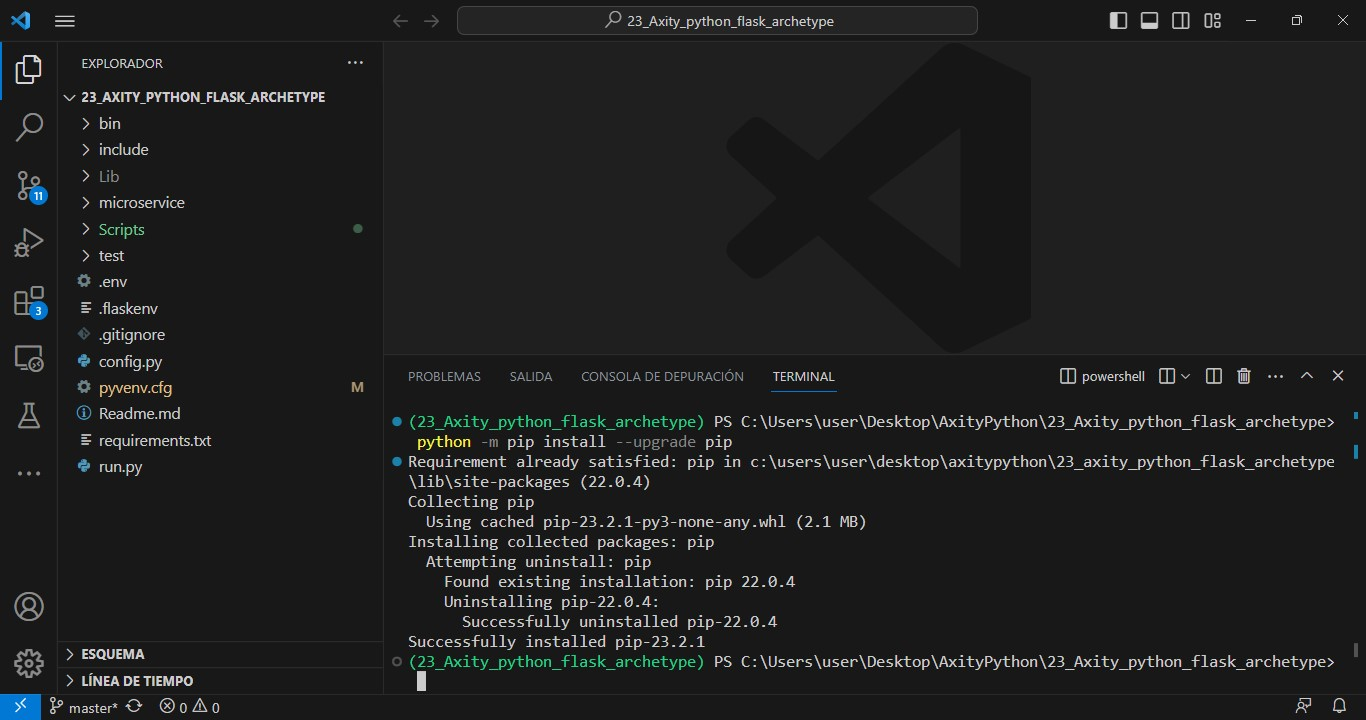 23_Axity_python_flask_archetype
EXPLORADOR
23_AXITY_PYTHON_FLASK_ARCHETYPE
bin
include
Lib
microservice
Scripts
test
.env
.flaskenv
.gitignore
config.py
pyvenv.cfg M
Readme.md
requirements.txt
run.py
11
3
ESQUEMA
LÍNEA DE TIEMPO
PROBLEMAS SALIDA CONSOLA DE DEPURACIÓN TERMINAL powershell
(23_Axity_python_flask_archetype) PS C:\Users\user\Desktop\AxityPython\23_Axity_python_flask_archetype>
python -m pip install --upgrade pip
Requirement already satisfied: pip in c:\users\user\desktop\axitypython\23_axity_python_flask_archetype
\lib\site-packages (22.0.4)
Collecting pip
Using cached pip-23.2.1-py3-none-any.whl (2.1 MB)
Installing collected packages: pip
Attempting uninstall: pip
Found existing installation: pip 22.0.4
Uninstalling pip-22.0.4:
Successfully uninstalled pip-22.0.4
Successfully installed pip-23.2.1
(23_Axity_python_flask_archetype) PS C:\Users\user\Desktop\AxityPython\23_Axity_python_flask_archetype>
master* 0 0